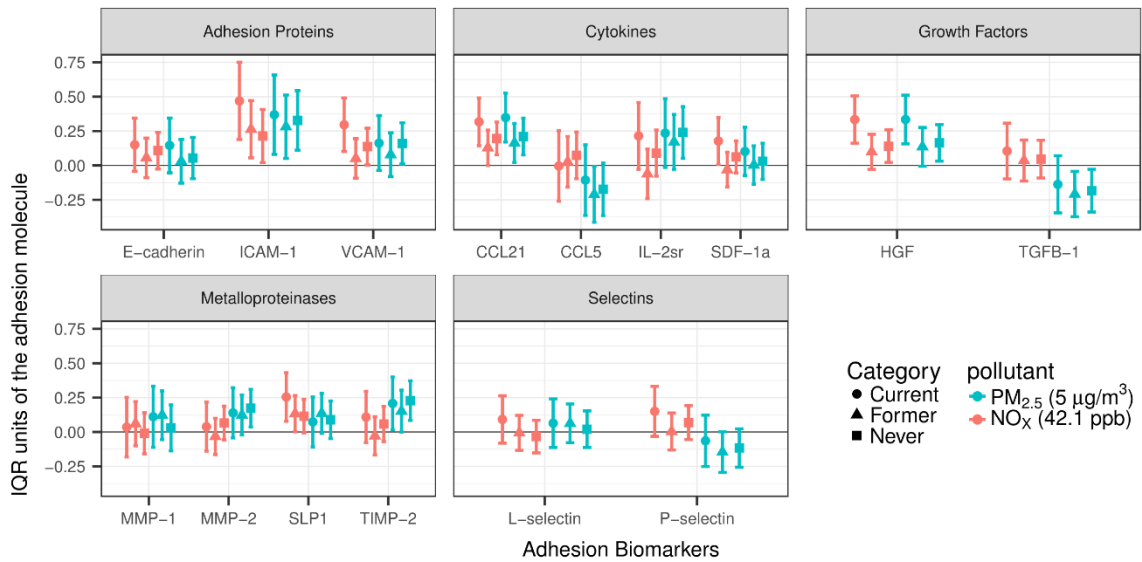 Adhesion Proteins
Cytokines
Growth Factors
0.75
0.50
0.25
0.00
−0.25
E−cadherin ICAM−1 VCAM−1
CCL21 CCL5 IL−2sr SDF−1a
HGF TGFB−1
Metalloproteinases
Selectins
0.75
0.50
0.25
0.00
−0.25
MMP−1 MMP−2 SLP1 TIMP−2
L−selectin P−selectin
IQR units of the adhesion molecule
Adhesion Biomarkers
Category
Current
Former
Never
pollutant
PM2.5 (5 μg/m³)
NOX (42.1 ppb)